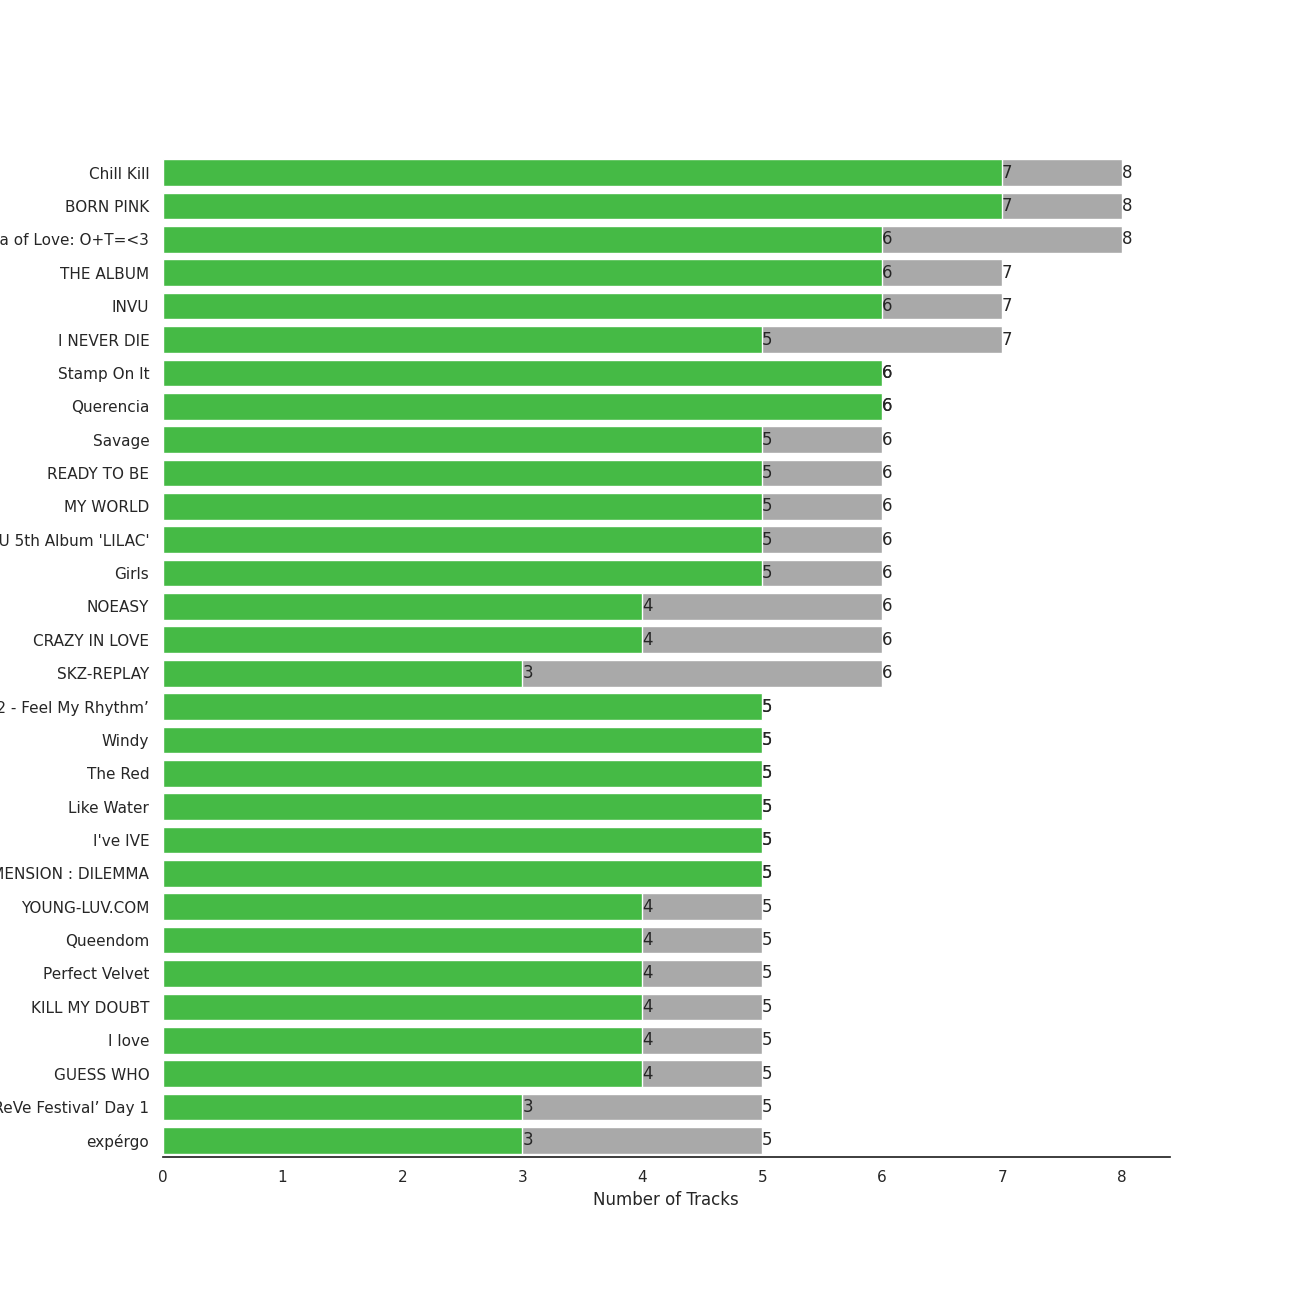 Chill Kill 7 8
BORN PINK 7 8
a of Love: O+T=<3 6 8
THE ALBUM 6 7
INVU 6 7
I NEVER DIE 5 7
Stamp On It 6
Querencia 6
Savage 5 6
READY TO BE 5 6
MY WORLD 5 6
U 5th Album 'LILAC' 5 6
Girls 5 6
NOEASY 4 6
CRAZY IN LOVE 4 6
SKZ-REPLAY 3 6
2 - Feel My Rhythm’ 5
Windy 5
The Red 5
Like Water 5
I've IVE 5
MENSION : DILEMMA 5
YOUNG-LUV.COM 4 5
Queendom 4 5
Perfect Velvet 4 5
KILL MY DOUBT 4 5
I love 4 5
GUESS WHO 4 5
ReVe Festival’ Day 1 3 5
expérgo 3 5
0 1 2 3 4 5 6 7 8
Number of Tracks